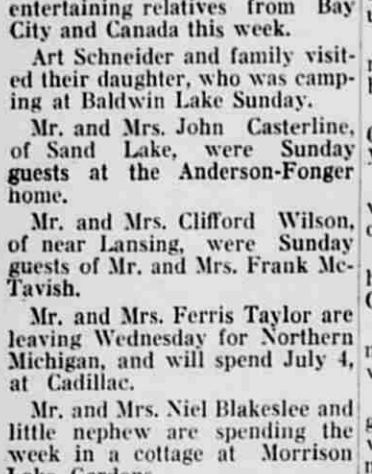 entertaining relatives from Bay
City and Canada this week.
Art Schneider and family visit-
ed their daughter, who was camp-
ing at Baldwin Lake Sunday.
Mr. and Mrs. John Casterline,
of Sand Lake, were Sunday
guests at the Anderson-Fonger
home.
Mr. and Mrs. Clifford Wilson,
of near Lansing, were Sunday
guests of Mr. and Mrs. Frank Mc-
Tavish.
Mr. and Mrs. Ferris Taylor are
leaving Wednesday for Northern
Michigan, and will spend July 4,
at Cadillac.
Mr. and Mrs. Niel Blakeslee and
little nephew are spending the
week in a cottage at Morrison
Lake Gardens.